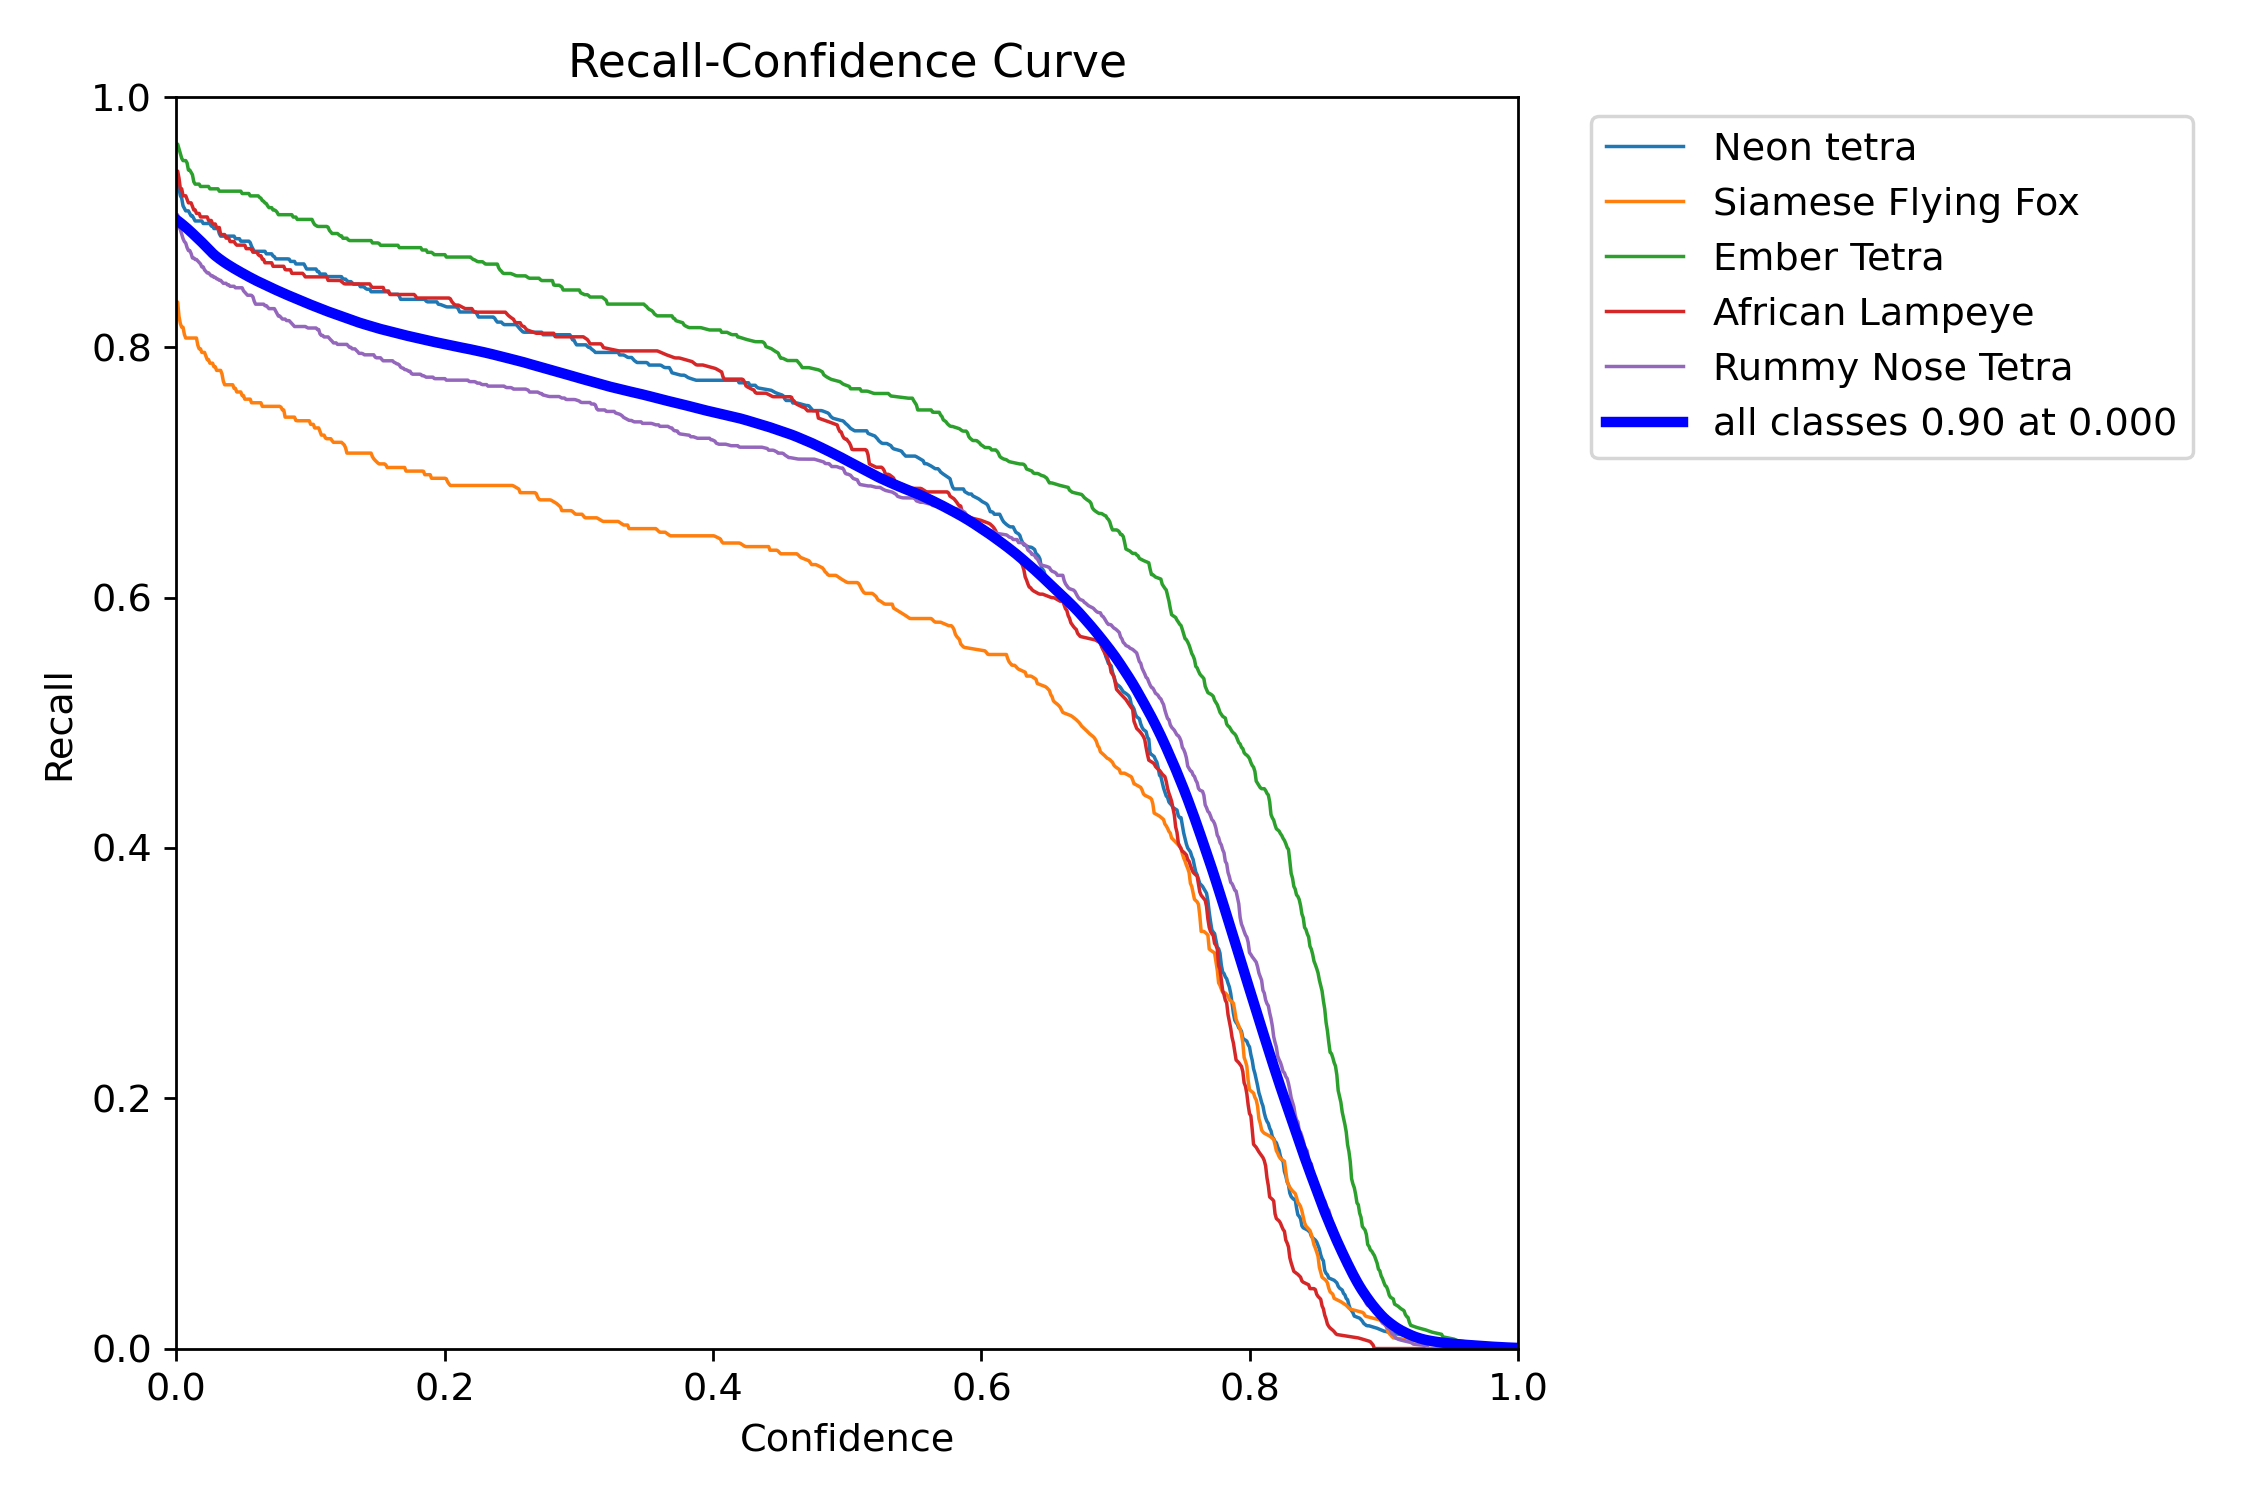 Recall-Confidence Curve
1.0
0.8
0.6
0.4
0.2
0.0
Recall
0.0 0.2 0.4 0.6 0.8 1.0
Confidence
Neon tetra
Siamese Flying Fox
Ember Tetra
African Lampeye
Rummy Nose Tetra
all classes 0.90 at 0.000